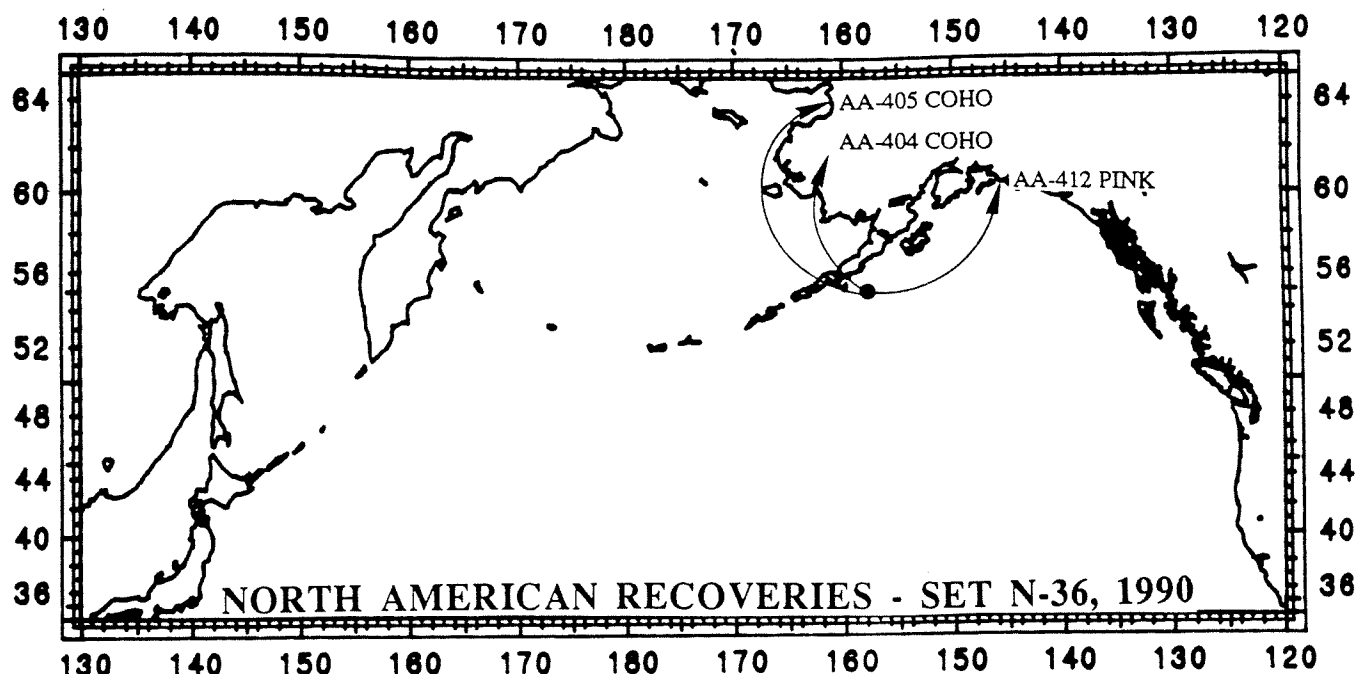 130 140 150 160 170 180 170 160 150 140 130 120
64 AA-405 COHO 64
AA-404 COHO
60 AA-412 PINK 60
56 56
52 52
48 48
44 44
40 40
36 NORTH AMERICAN RECOVERIES - SET N-36, 1990 36
130 140 150 160 170 180 170 160 150 140 130 120